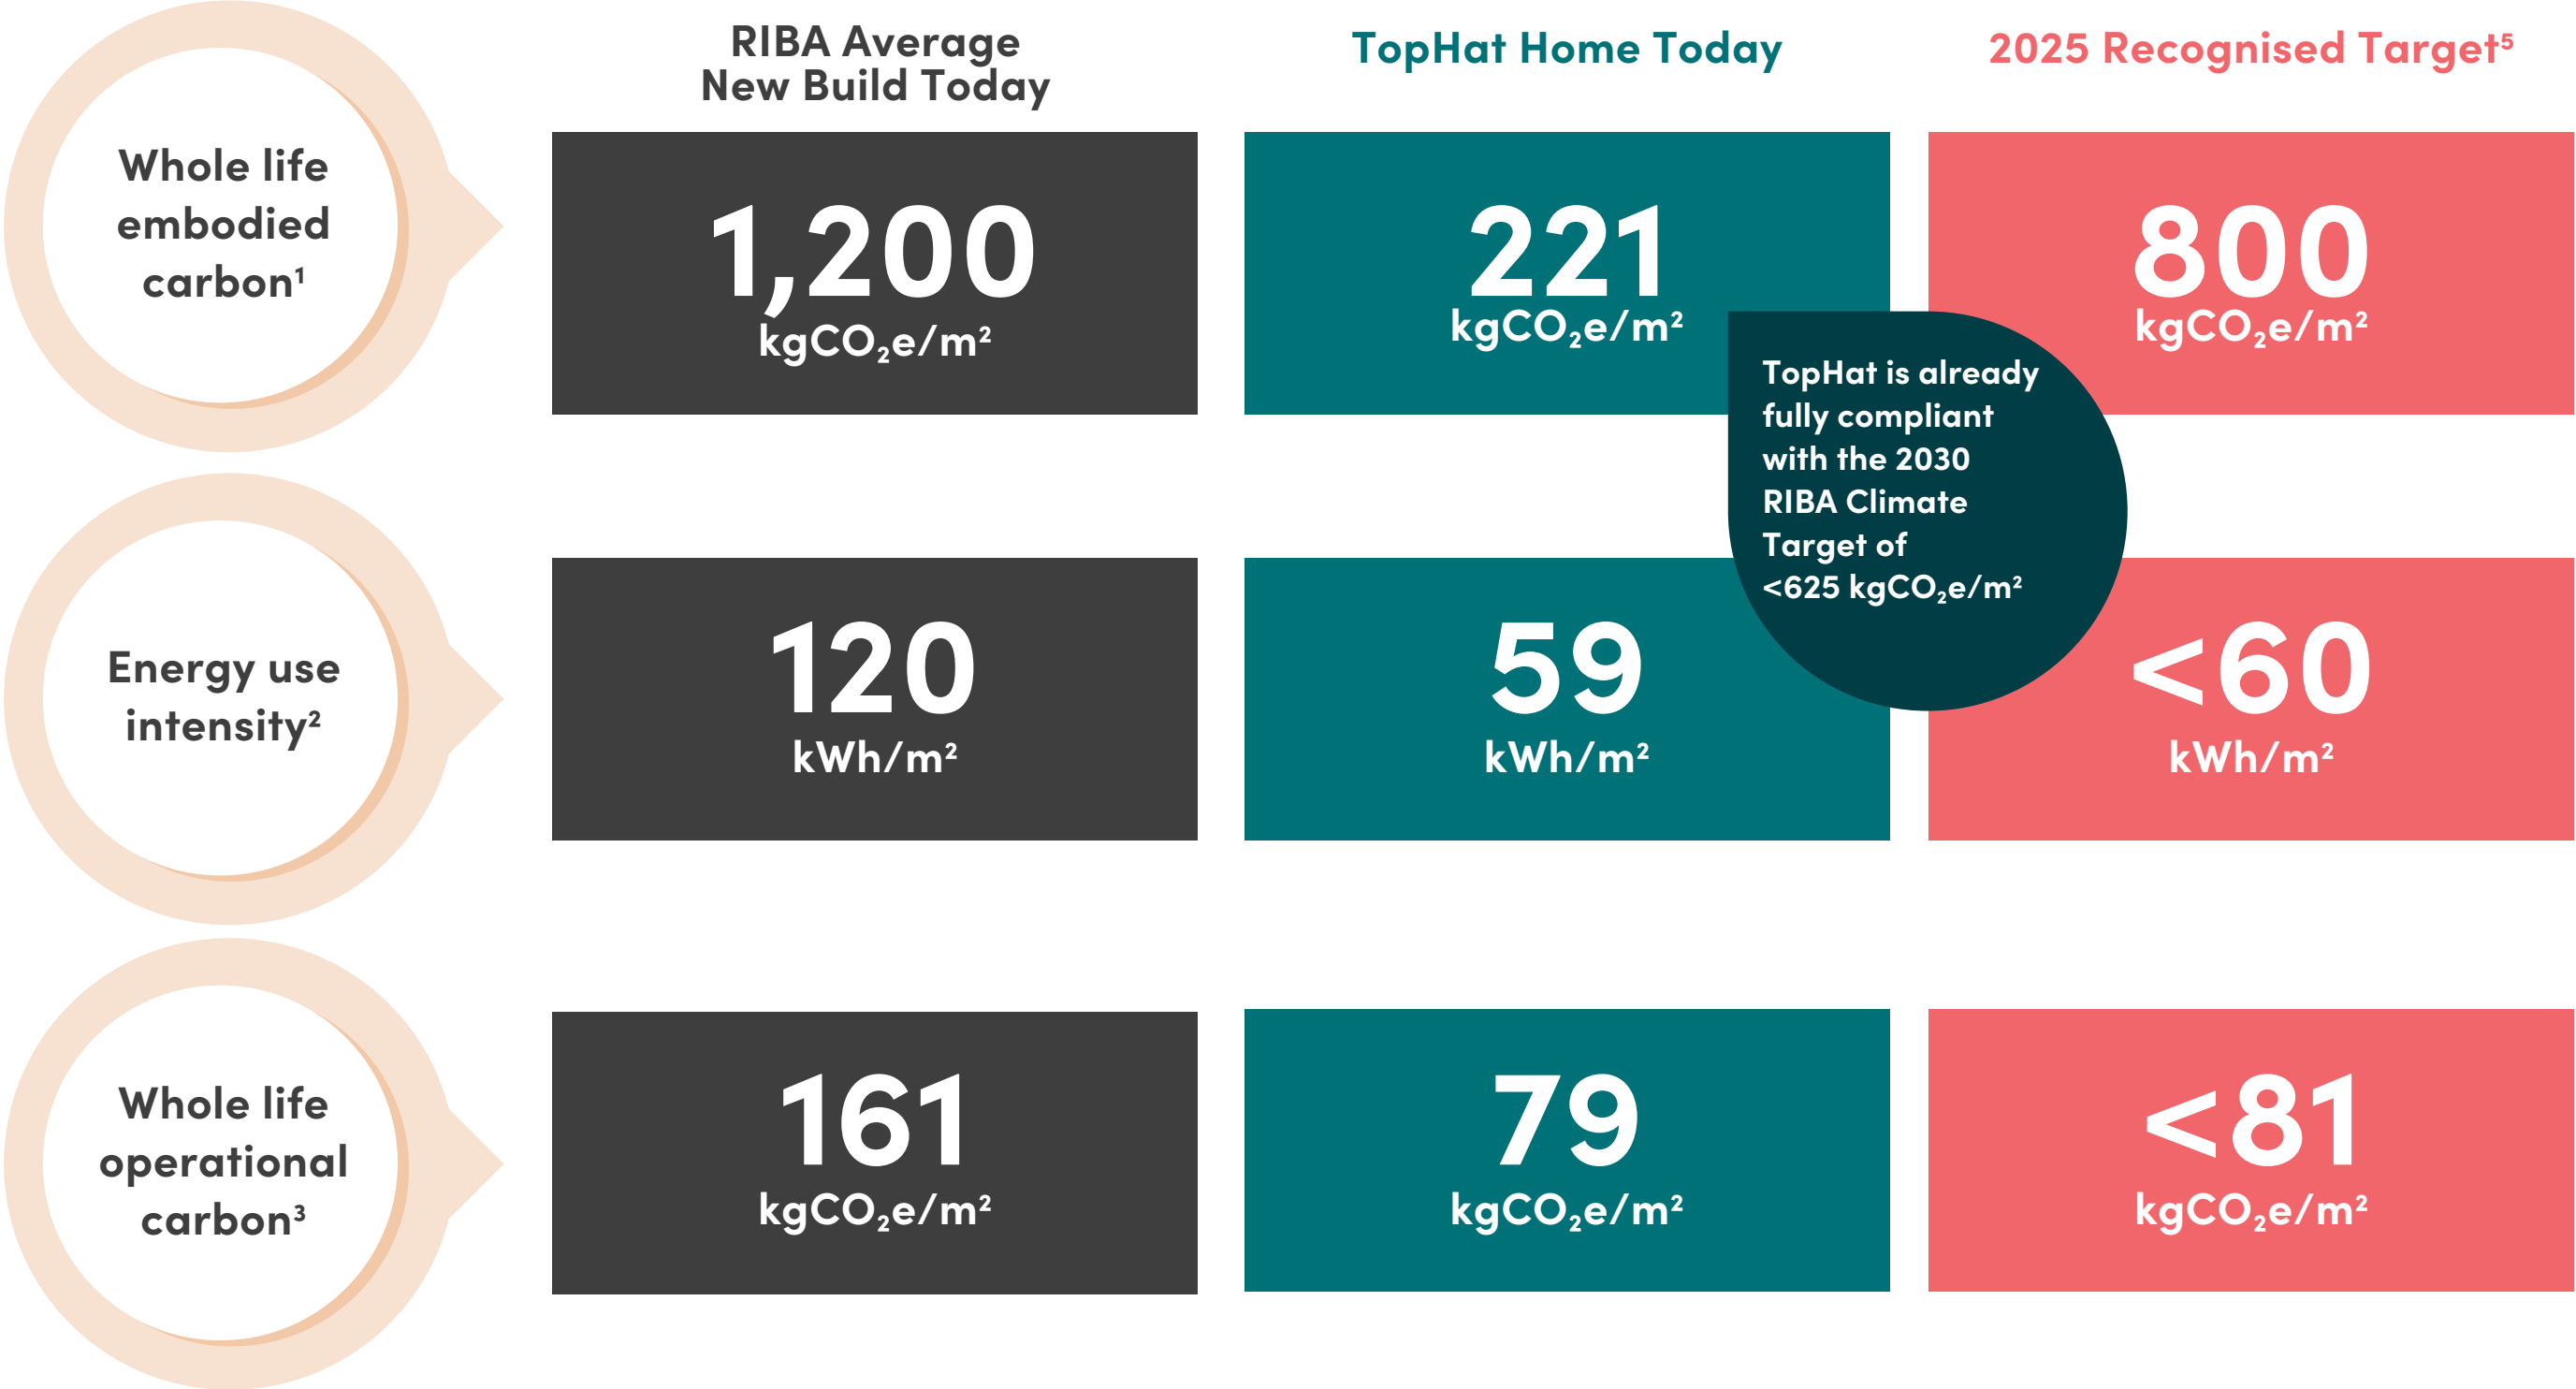 RIBA Average
New Build Today
TopHat Home Today
2025 Recognised Target⁵
Whole life
embodied
carbon¹
1,200
kgCO₂e/m²
221
kgCO₂e/m²
800
kgCO₂e/m²
TopHat is already
fully compliant
with the 2030
RIBA Climate
Target of
<625 kgCO₂e/m²
Energy use
intensity²
120
kWh/m²
59
kWh/m²
<60
kWh/m²
Whole life
operational
carbon³
161
kgCO₂e/m²
79
kgCO₂e/m²
<81
kgCO₂e/m²